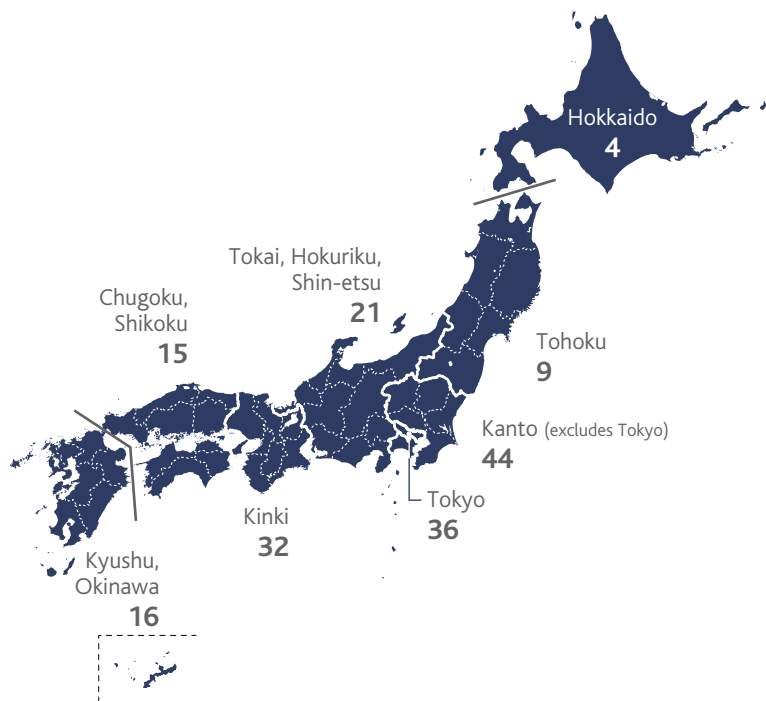 Hokkaido
4
Tokai, Hokuriku,
Shin-etsu
21
Chugoku,
Shikoku
15
Tohoku
9
Kanto (excludes Tokyo)
44
Tokyo
36
Kinki
32
Kyushu,
Okinawa
16